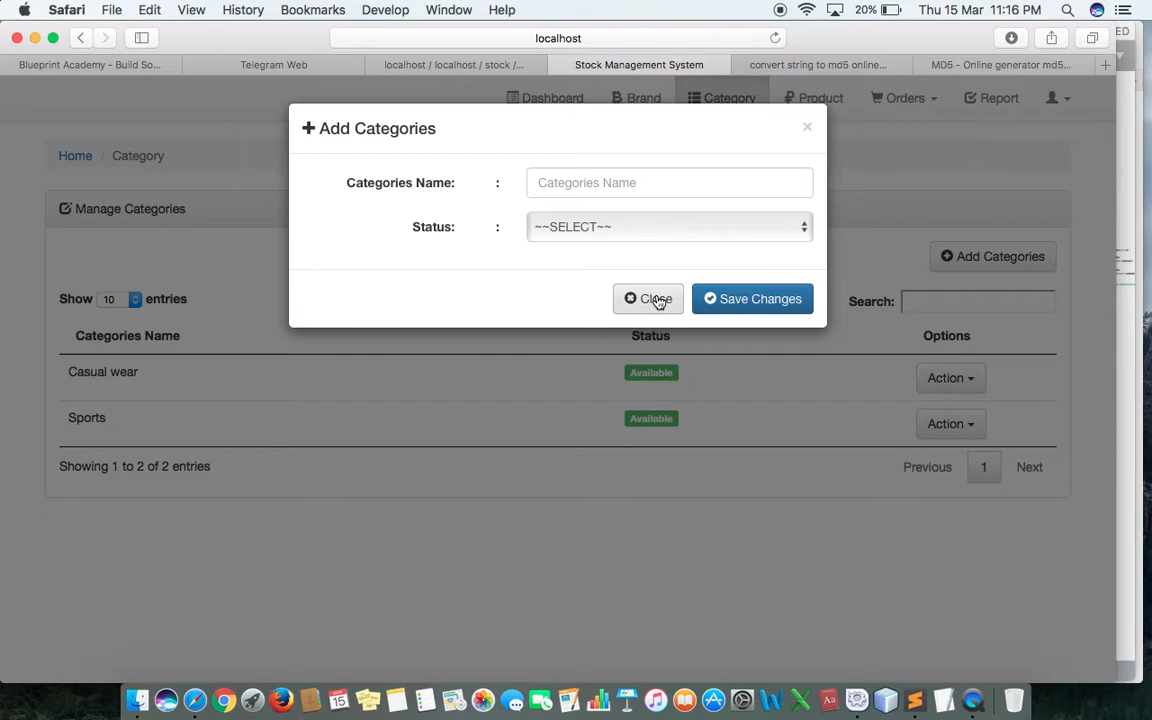 Safari File Edit View History Bookmarks Develop Window Help 20% Thu 15 Mar 11:16 PM
localhost
ED
Blueprint Academy - Build So... Telegram Web localhost / localhost / stock /... Stock Management System convert string to md5 online... MD5 - Online generator md5...
Dashboard Brand Category Product Orders Report
Add Categories ×
Home / Category
Categories Name: : Categories Name
Manage Categories
Status: : ~~SELECT~~
Add Categories
Close Save Changes
Show 10 entries Search:
Categories Name Status Options
Casual wear Available Action
Sports Available Action
Showing 1 to 2 of 2 entries Previous 1 Next